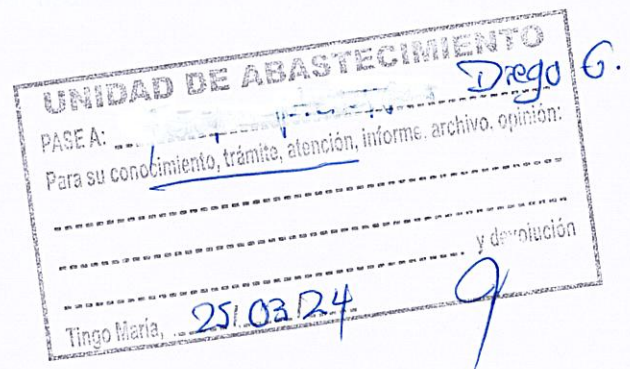 UNIDAD DE ABASTECIMIENTO
PASE A: Diego G.
Para su conocimiento, trámite, atención, informe, archivo, opinión:
y devolución
Tingo María, 25/03/24